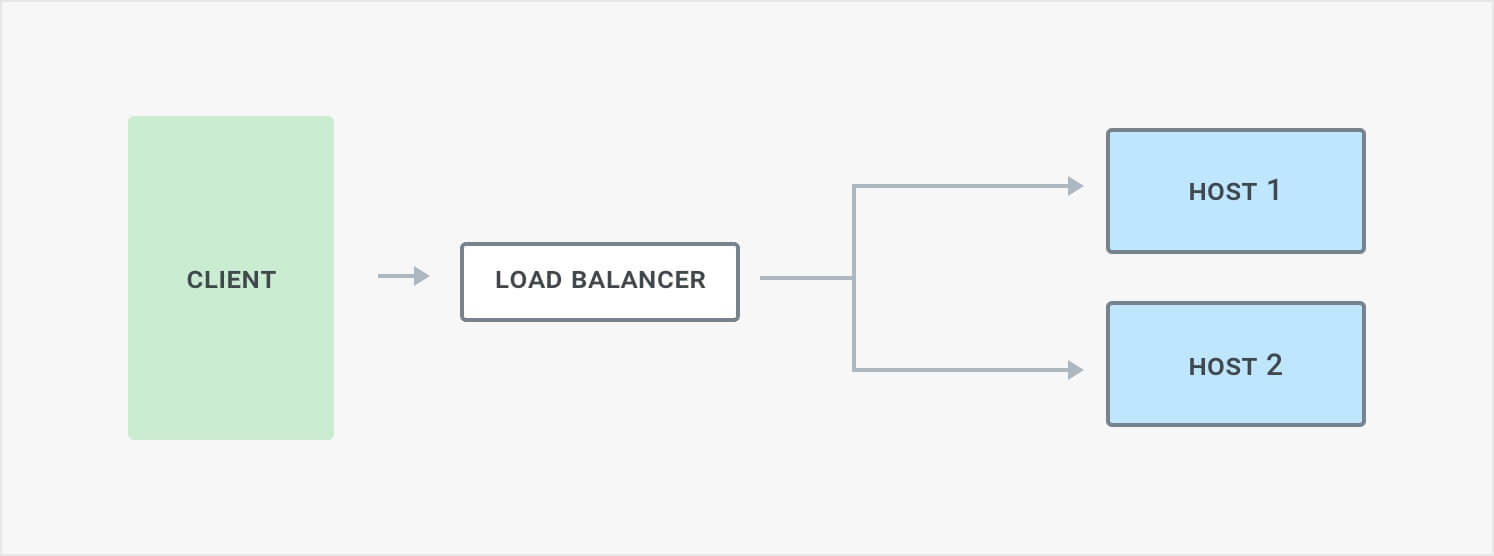 CLIENT
LOAD BALANCER
HOST 1
HOST 2